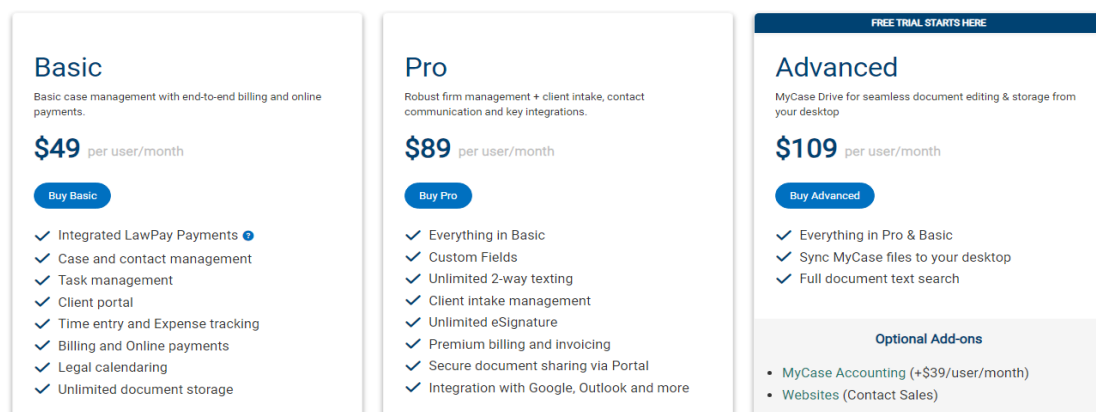 Basic
Basic case management with end-to-end billing and online
payments.
$49 per user/month
Buy Basic
Integrated LawPay Payments ?
Case and contact management
Task management
Client portal
Time entry and Expense tracking
Billing and Online payments
Legal calendaring
Unlimited document storage
Pro
Robust firm management + client intake, contact
communication and key integrations.
$89 per user/month
Buy Pro
Everything in Basic
Custom Fields
Unlimited 2-way texting
Client intake management
Unlimited eSignature
Premium billing and invoicing
Secure document sharing via Portal
Integration with Google, Outlook and more
FREE TRIAL STARTS HERE
Advanced
MyCase Drive for seamless document editing & storage from
your desktop
$109 per user/month
Buy Advanced
Everything in Pro & Basic
Sync MyCase files to your desktop
Full document text search
Optional Add-ons
MyCase Accounting (+$39/user/month)
Websites (Contact Sales)